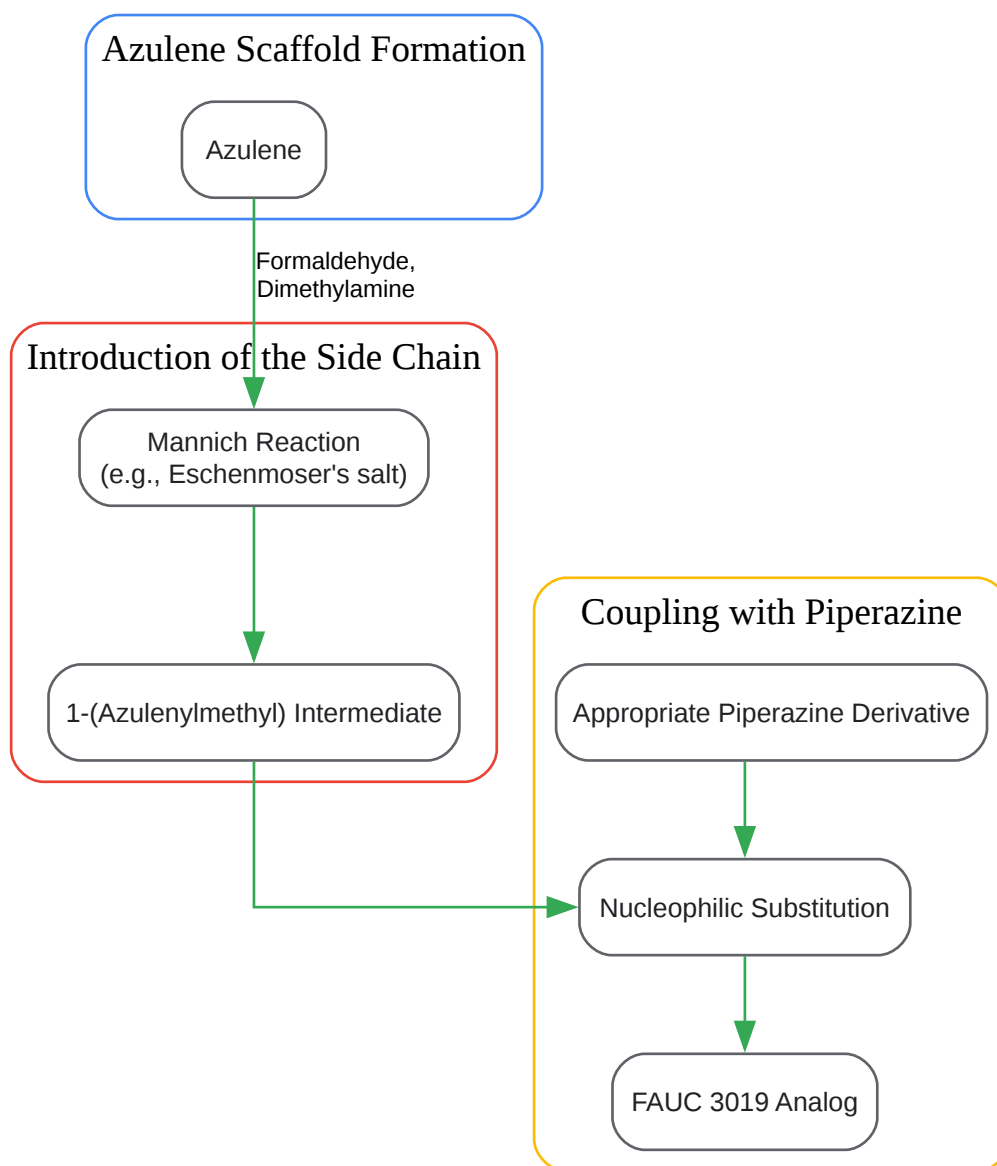 Azulene Scaffold Formation
Azulene
Formaldehyde,
Dimethylamine
Introduction of the Side Chain
Mannich Reaction
(e.g., Eschenmoser's salt)
1-(Azulenylmethyl) Intermediate
Coupling with Piperazine
Appropriate Piperazine Derivative
Nucleophilic Substitution
FAUC 3019 Analog